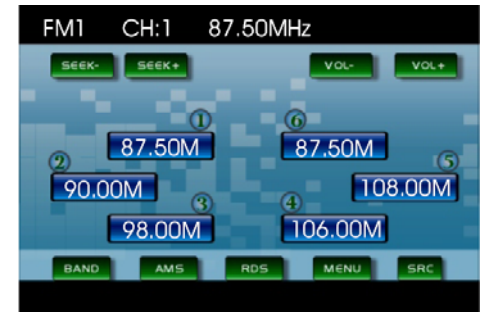 FM1 CH:1 87.50MHz
SEEK- SEEK+ VOL- VOL+
1 6
87.50M 87.50M
2 5
90.00M 108.00M
3 4
98.00M 106.00M
BAND AMS RDS MENU SRC